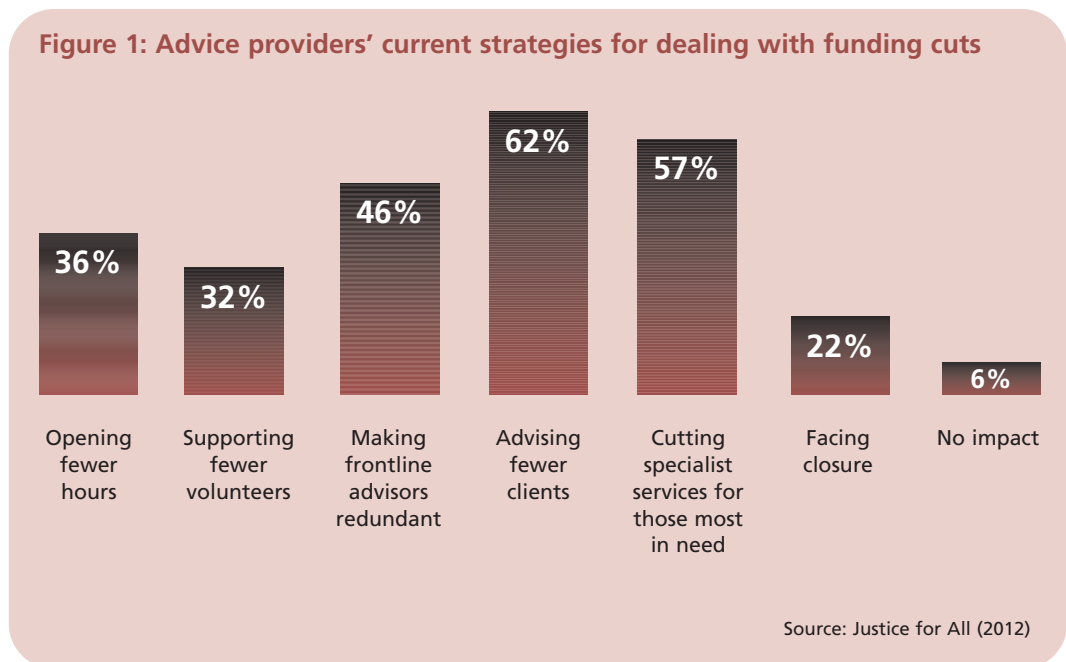 Figure 1: Advice providers’ current strategies for dealing with funding cuts
36%
32%
46%
62%
57%
22%
6%
Opening
fewer
hours
Supporting
fewer
volunteers
Making
frontline
advisors
redundant
Advising
fewer
clients
Cutting
specialist
services for
those most
in need
Facing
closure
No impact
Source: Justice for All (2012)